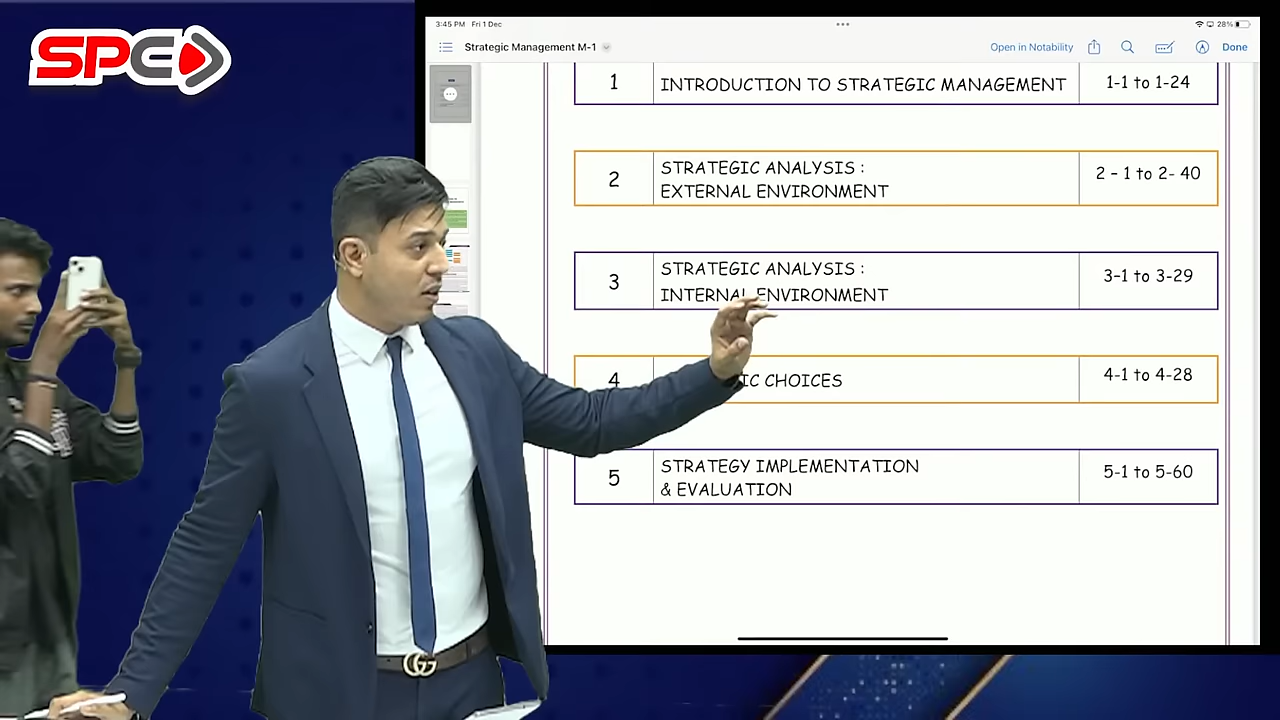 SPC
3:45 PM Fri 1 Dec
28%
Strategic Management M-1
Open in Notability
Done
1
INTRODUCTION TO STRATEGIC MANAGEMENT
1-1 to 1-24
2
STRATEGIC ANALYSIS :
EXTERNAL ENVIRONMENT
2 - 1 to 2- 40
3
STRATEGIC ANALYSIS :
INTERNAL ENVIRONMENT
3-1 to 3-29
4
IC CHOICES
4-1 to 4-28
5
STRATEGY IMPLEMENTATION
& EVALUATION
5-1 to 5-60